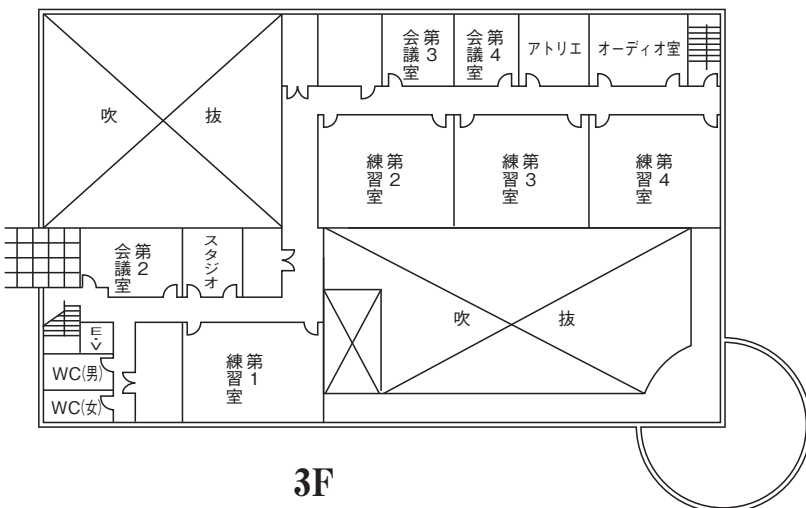 第3会議室
第4会議室
アトリエ
オーディオ室
吹抜
第2練習室
第3練習室
第4練習室
第2会議室
スタジオ
吹抜
E・V
第1練習室
WC(男)
WC(女)
3F